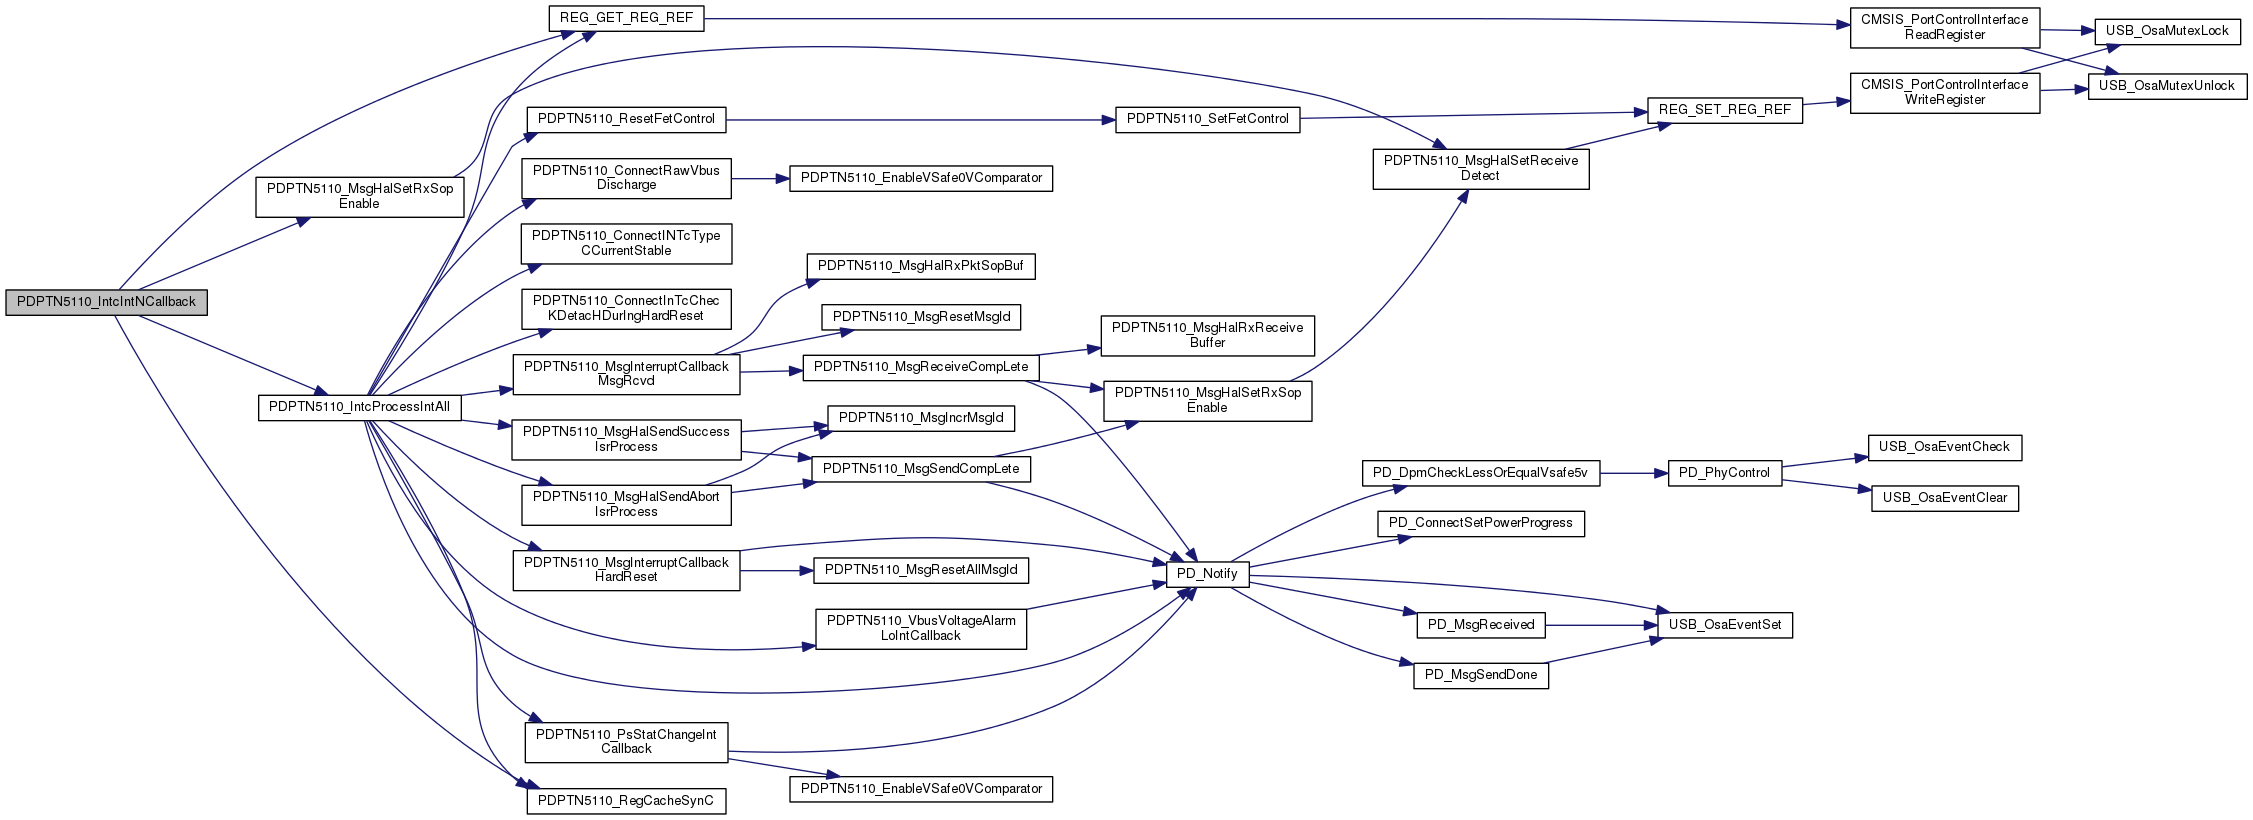 PDPTN5110_IntcIntNCallback
PDPTN5110_MsgHalSetRxSop
Enable
PDPTN5110_IntcProcessIntAll
REG_GET_REG_REF
PDPTN5110_ResetFetControl
PDPTN5110_ConnectRawVbus
Discharge
PDPTN5110_ConnectINTcType
CCurrentStable
PDPTN5110_ConnectInTcChec
KDetacHDurIngHardReset
PDPTN5110_MsgInterruptCallback
MsgRcvd
PDPTN5110_MsgHalSendSuccess
IsrProcess
PDPTN5110_MsgHalSendAbort
IsrProcess
PDPTN5110_MsgInterruptCallback
HardReset
PDPTN5110_PsStatChangeInt
Callback
PDPTN5110_RegCacheSynC
PDPTN5110_EnableVSafe0VComparator
PDPTN5110_MsgHalRxPktSopBuf
PDPTN5110_MsgResetMsgId
PDPTN5110_MsgReceiveCompLete
PDPTN5110_MsgIncrMsgId
PDPTN5110_MsgSendCompLete
PDPTN5110_MsgResetAllMsgId
PDPTN5110_VbusVoltageAlarm
LoIntCallback
PDPTN5110_EnableVSafe0VComparator
PDPTN5110_SetFetControl
PDPTN5110_MsgHalRxReceive
Buffer
PDPTN5110_MsgHalSetRxSop
Enable
PD_Notify
PDPTN5110_MsgHalSetReceive
Detect
PD_DpmCheckLessOrEqualVsafe5v
PD_ConnectSetPowerProgress
PD_MsgReceived
PD_MsgSendDone
REG_SET_REG_REF
PD_PhyControl
USB_OsaEventSet
CMSIS_PortControlInterface
ReadRegister
CMSIS_PortControlInterface
WriteRegister
USB_OsaEventCheck
USB_OsaEventClear
USB_OsaMutexLock
USB_OsaMutexUnlock